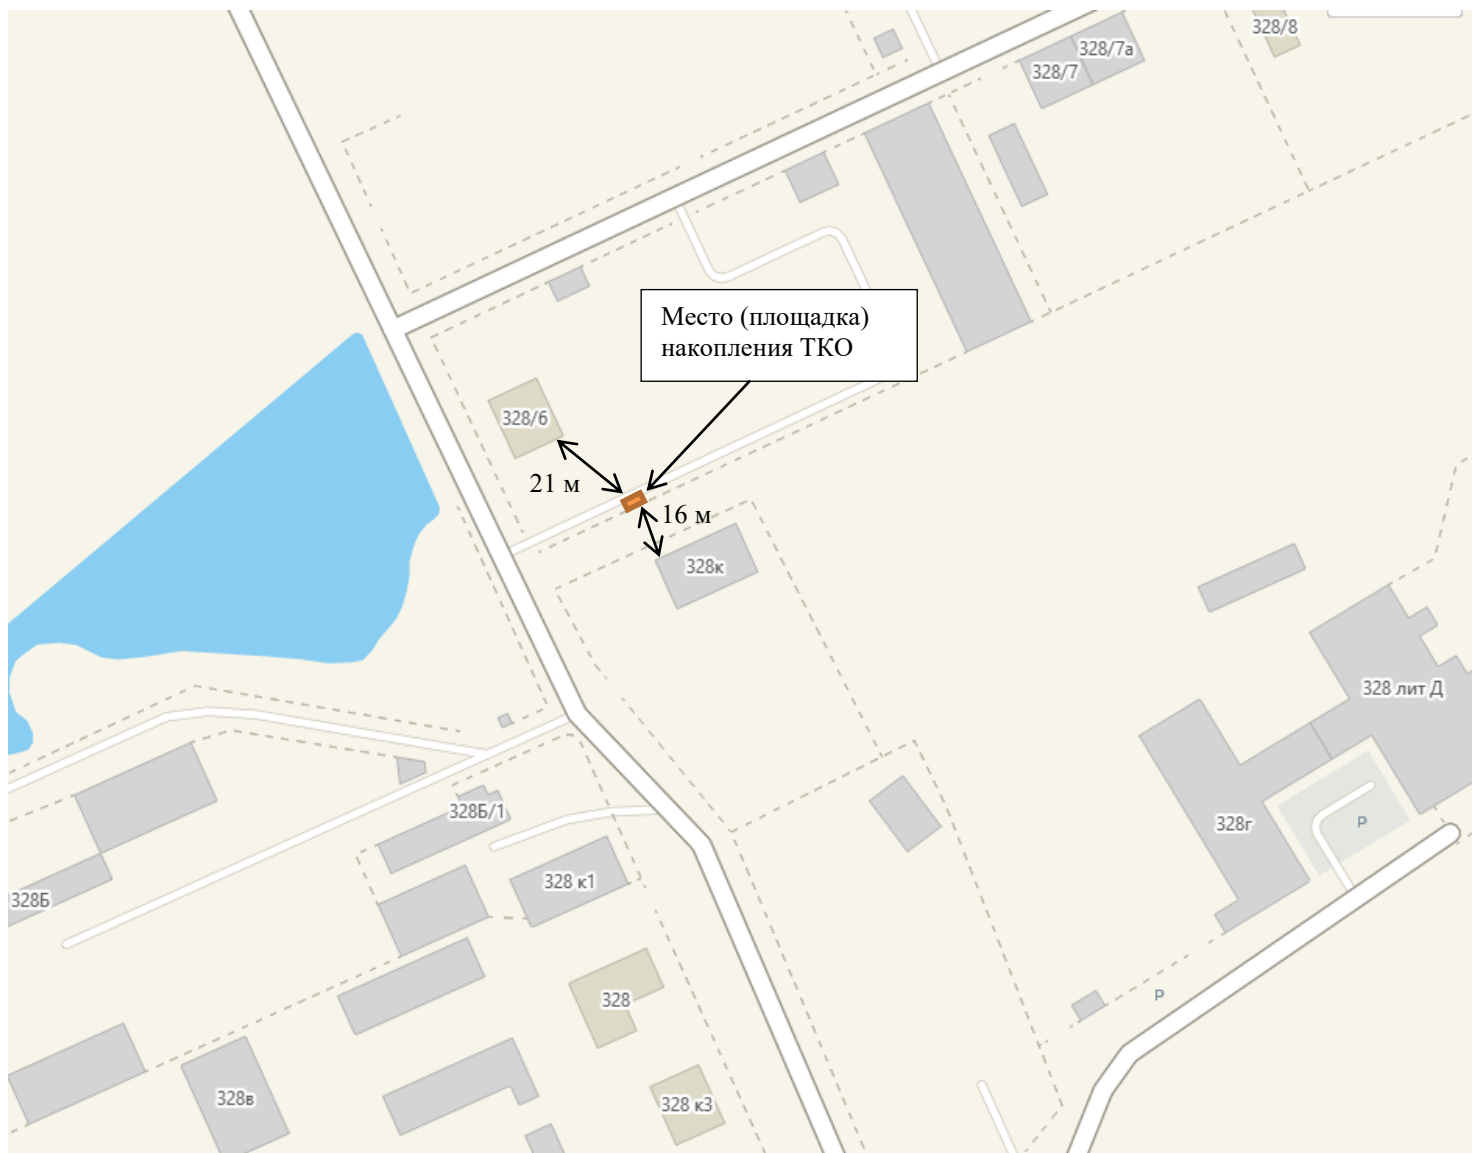 328/8
328/7а
328/7
Место (площадка)
накопления ТКО
328/6
21 м
16 м
328к
328 лит Д
328Б/1
328г
P
328 к1
328Б
328
P
328в
328 к3